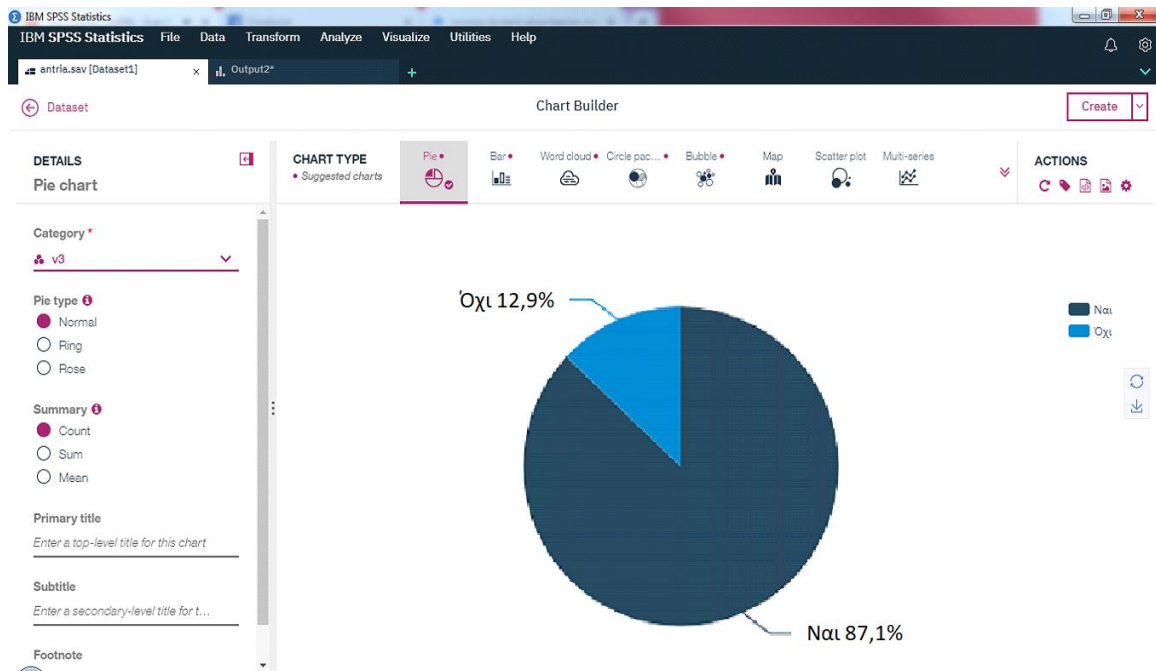 IBM SPSS Statistics
IBM SPSS Statistics File Data Transform Analyze Visualize Utilities Help
antria.sav [Dataset1] x Output2* +
Dataset
Chart Builder
Create
DETAILS
Pie chart
CHART TYPE
• Suggested charts
Pie • Bar • Word cloud • Circle pac... • Bubble • Map Scatter plot Multi-series
ACTIONS
Category *
v3
Pie type
Normal
Ring
Rose
Summary
Count
Sum
Mean
Primary title
Enter a top-level title for this chart
Subtitle
Enter a secondary-level title for t...
Footnote
Όχι 12,9%
Ναι 87,1%
Ναι
Όχι